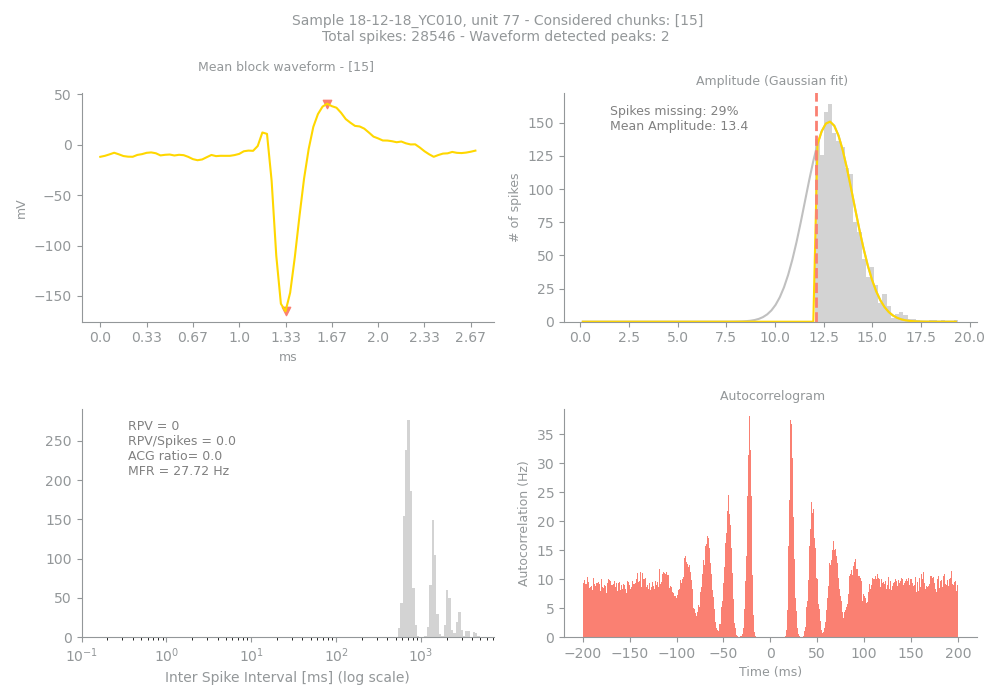 Sample 18-12-18_YC010, unit 77 - Considered chunks: [15]
Total spikes: 28546 - Waveform detected peaks: 2
Mean block waveform - [15]
50
0
−50
−100
−150
mV
0.0 0.33 0.67 1.0 1.33 1.67 2.0 2.33 2.67
ms
Amplitude (Gaussian fit)
Spikes missing: 29%
Mean Amplitude: 13.4
150
125
100
75
50
25
0
# of spikes
0.0 2.5 5.0 7.5 10.0 12.5 15.0 17.5 20.0
RPV = 0
RPV/Spikes = 0.0
ACG ratio= 0.0
MFR = 27.72 Hz
250
200
150
100
50
0
10⁻¹ 10⁰ 10¹ 10² 10³
Inter Spike Interval [ms] (log scale)
Autocorrelogram
35
30
25
20
15
10
5
0
Autocorrelation (Hz)
−200 −150 −100 −50 0 50 100 150 200
Time (ms)